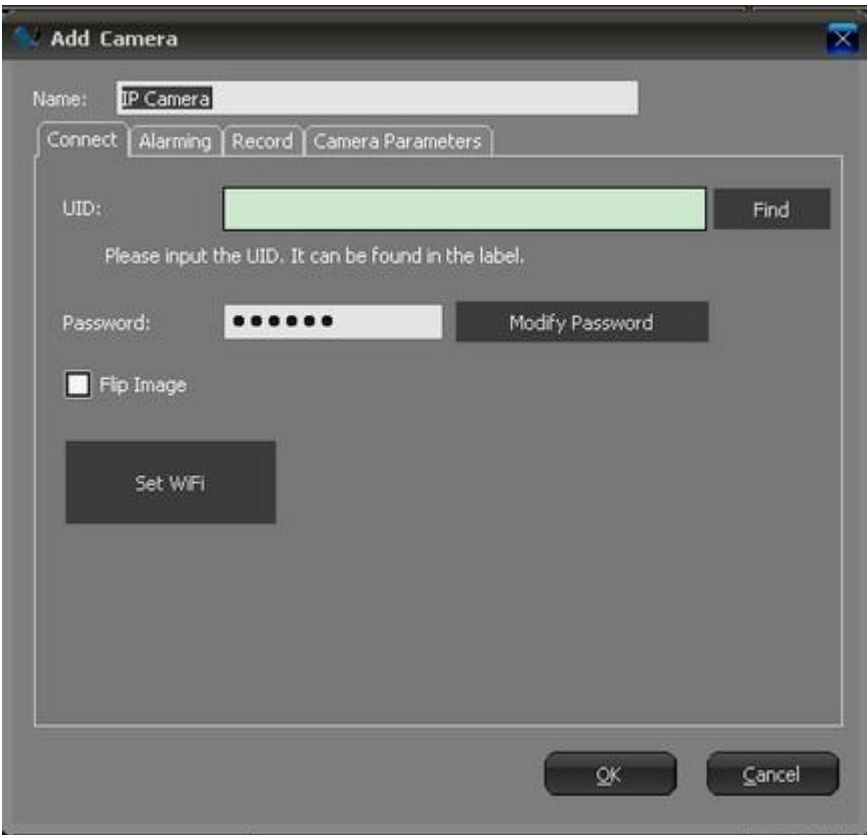 Add Camera
Name: IP Camera
Connect Alarming Record Camera Parameters
UID: Find
Please input the UID. It can be found in the label.
Password: ●●●●●● Modify Password
Flip Image
Set WiFi
OK Cancel